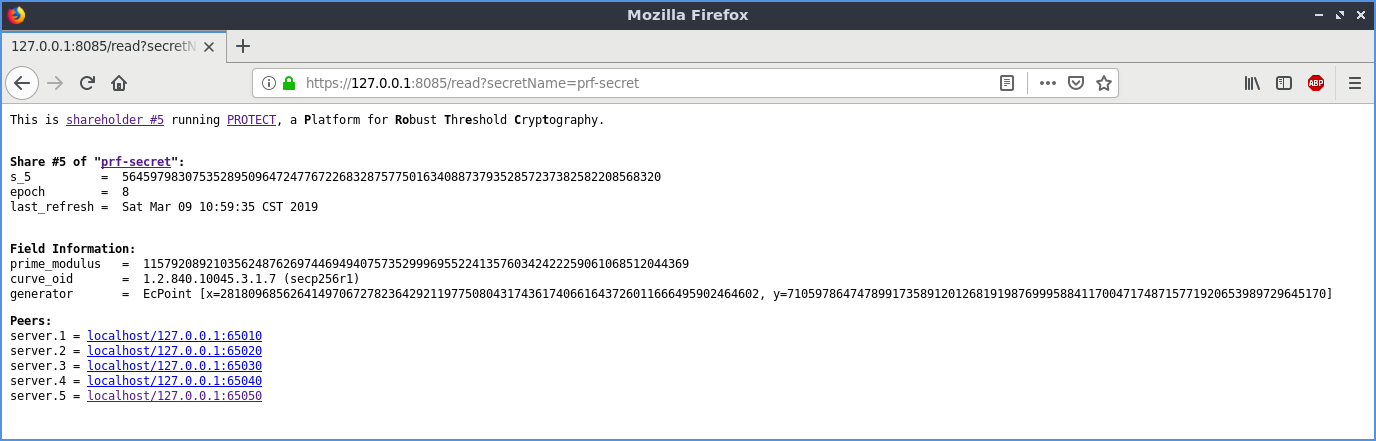 Mozilla Firefox
127.0.0.1:8085/read?secretN
https://127.0.0.1:8085/read?secretName=prf-secret
ABP
This is shareholder #5 running PROTECT, a Platform for Robust Threshold Cryptography.
Share #5 of "prf-secret":
s_5 = 56459798307535289509647247767226832875775016340887379352857237382582208568320
epoch = 8
last_refresh = Sat Mar 09 10:59:35 CST 2019
Field Information:
prime_modulus = 115792089210356248762697446949407573529996955224135760342422259061068512044369
curve_oid = 1.2.840.10045.3.1.7 (secp256r1)
generator = EcPoint [x=28180968562641497067278236429211977508043174361740661643726011666495902464602, y=71059786474789917358912012681919876999588411700471748715771920653989729645170]
Peers:
server.1 = localhost/127.0.0.1:65010
server.2 = localhost/127.0.0.1:65020
server.3 = localhost/127.0.0.1:65030
server.4 = localhost/127.0.0.1:65040
server.5 = localhost/127.0.0.1:65050